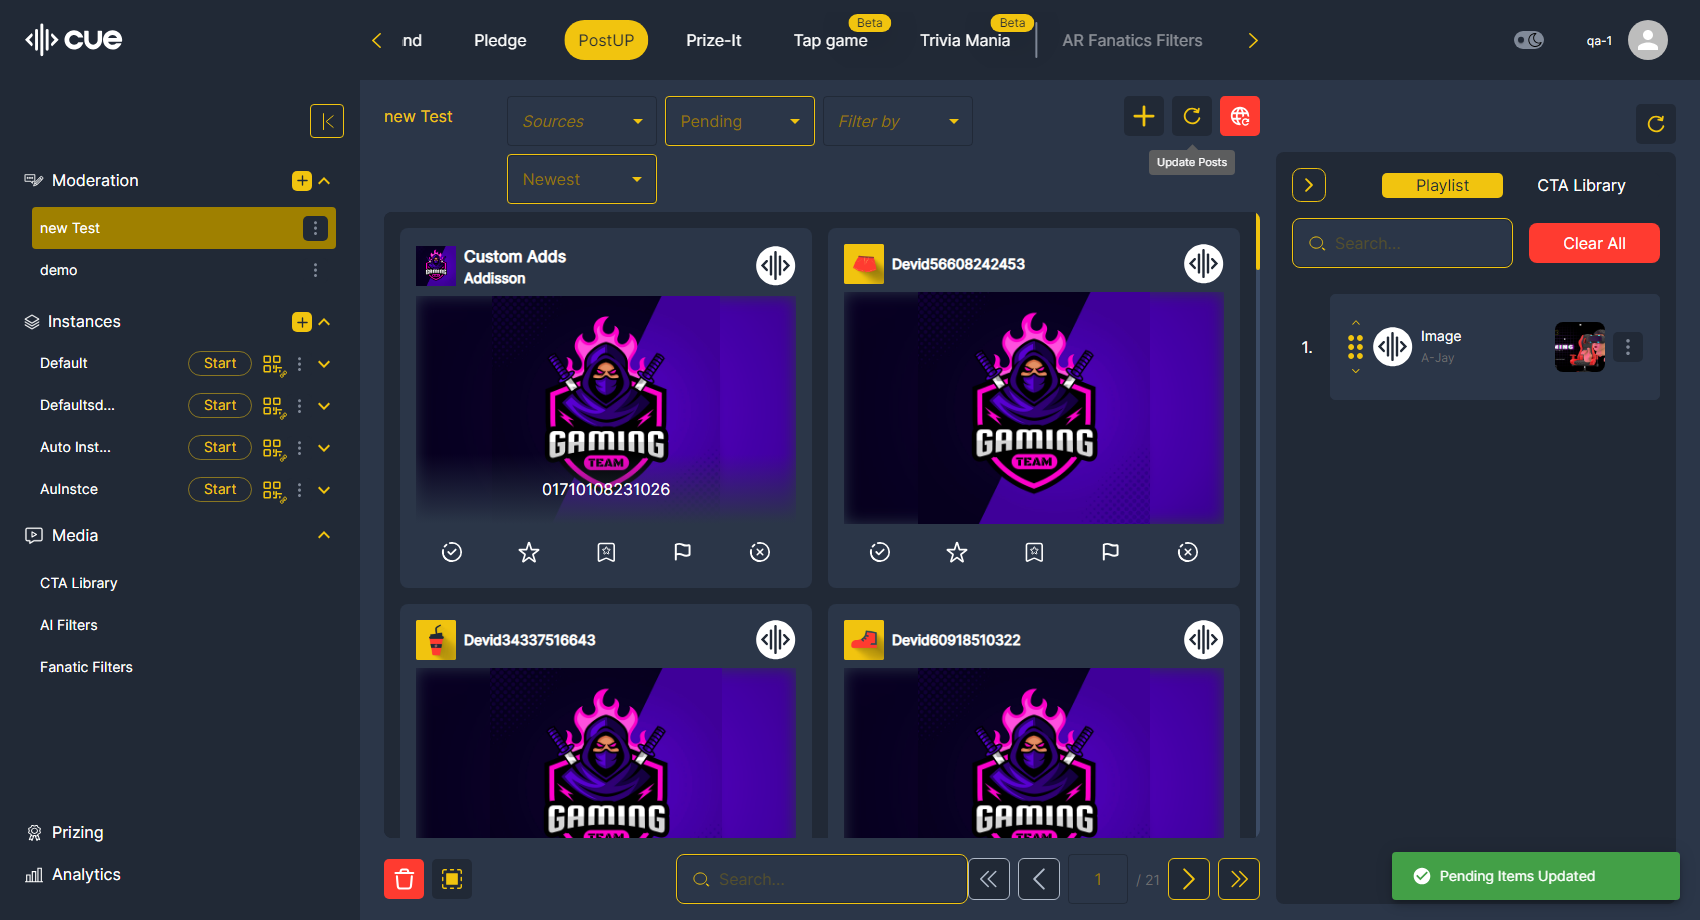 cue
nd
Pledge
PostUP
Prize-It
Beta
Tap game
Beta
Trivia Mania
AR Fanatics Filters
qa-1
Moderation
new Test
demo
Instances
Default
Start
Defaultsd...
Start
Auto Inst...
Start
AuInstce
Start
Media
CTA Library
AI Filters
Fanatic Filters
Prizing
Analytics
new Test
Sources
Pending
Filter by
Newest
Update Posts
Custom Adds
Addisson
GAMING
TEAM
01710108231026
Devid56608242453
GAMING
TEAM
Devid34337516643
GAMING
TEAM
Devid60918510322
GAMING
TEAM
Search...
1
/ 21
Playlist
CTA Library
Search...
Clear All
1.
Image
A-Jay
Pending Items Updated